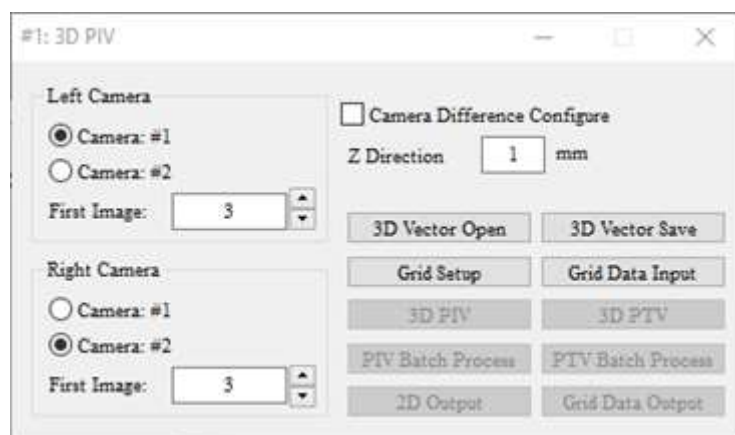 #1: 3D PIV
Left Camera
Camera: #1
Camera: #2
First Image: 3
Camera Difference Configure
Z Direction 1 mm
3D Vector Open 3D Vector Save
Grid Setup Grid Data Input
3D PIV 3D PTV
PIV Batch Process PTV Batch Process
2D Output Grid Data Output
Right Camera
Camera: #1
Camera: #2
First Image: 3